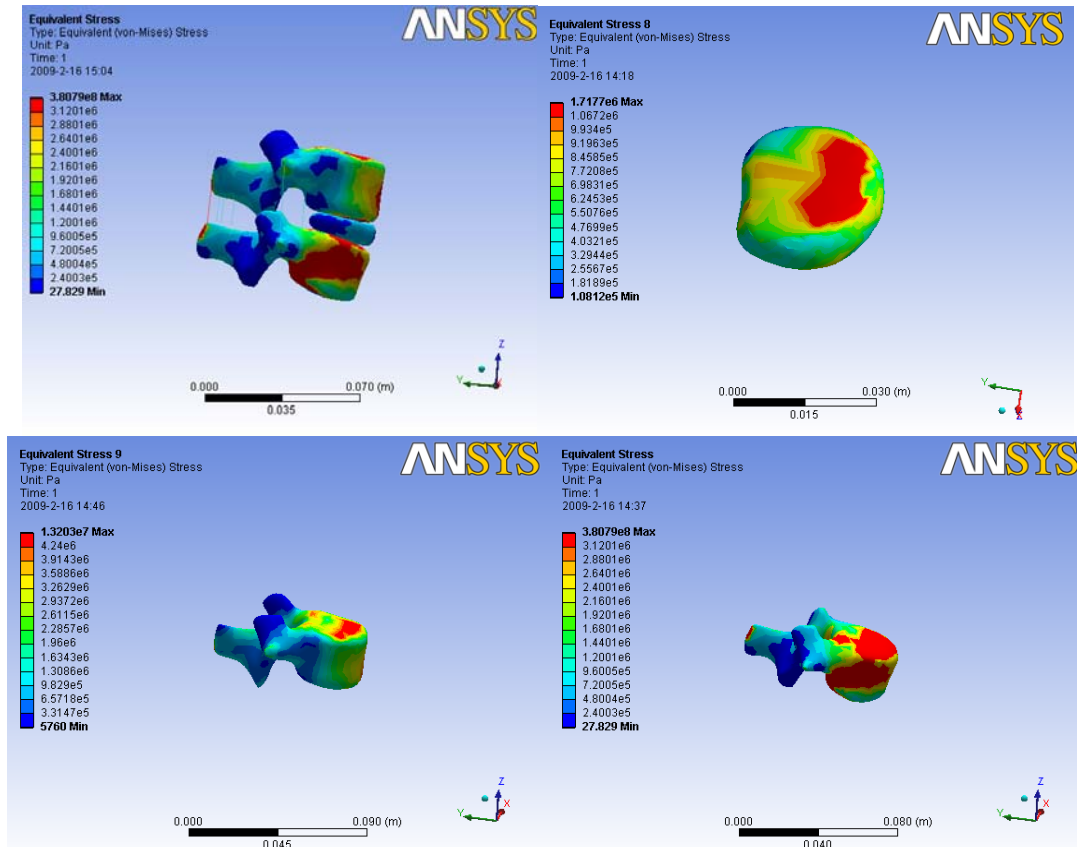 Equivalent Stress
Type: Equivalent (von-Mises) Stress
Unit: Pa
Time: 1
2009-2-16 15:04
ANSYS
3.8079e8 Max
3.1201e6
2.8801e6
2.6401e6
2.4001e6
2.1601e6
1.9201e6
1.6801e6
1.4401e6
1.2001e6
9.6005e5
7.2005e5
4.8004e5
2.4003e5
27.829 Min
Z
Y
0.000
0.070 (m)
0.035
Equivalent Stress 8
Type: Equivalent (von-Mises) Stress
Unit: Pa
Time: 1
2009-2-16 14:18
ANSYS
1.7177e6 Max
1.0672e6
9.934e5
9.1963e5
8.4585e5
7.7208e5
6.9831e5
6.2453e5
5.5076e5
4.7699e5
4.0321e5
3.2944e5
2.5567e5
1.8189e5
1.0812e5 Min
Y
0.000
0.030 (m)
0.015
Equivalent Stress 9
Type: Equivalent (von-Mises) Stress
Unit: Pa
Time: 1
2009-2-16 14:46
ANSYS
1.3203e7 Max
4.24e6
3.9143e6
3.5886e6
3.2629e6
2.9372e6
2.6115e6
2.2857e6
1.96e6
1.6343e6
1.3086e6
9.829e5
6.5718e5
3.3147e5
5760 Min
Z
X
Y
0.000
0.090 (m)
0.045
Equivalent Stress
Type: Equivalent (von-Mises) Stress
Unit: Pa
Time: 1
2009-2-16 14:37
ANSYS
3.8079e8 Max
3.1201e6
2.8801e6
2.6401e6
2.4001e6
2.1601e6
1.9201e6
1.6801e6
1.4401e6
1.2001e6
9.6005e5
7.2005e5
4.8004e5
2.4003e5
27.829 Min
Z
X
Y
0.000
0.080 (m)
0.040